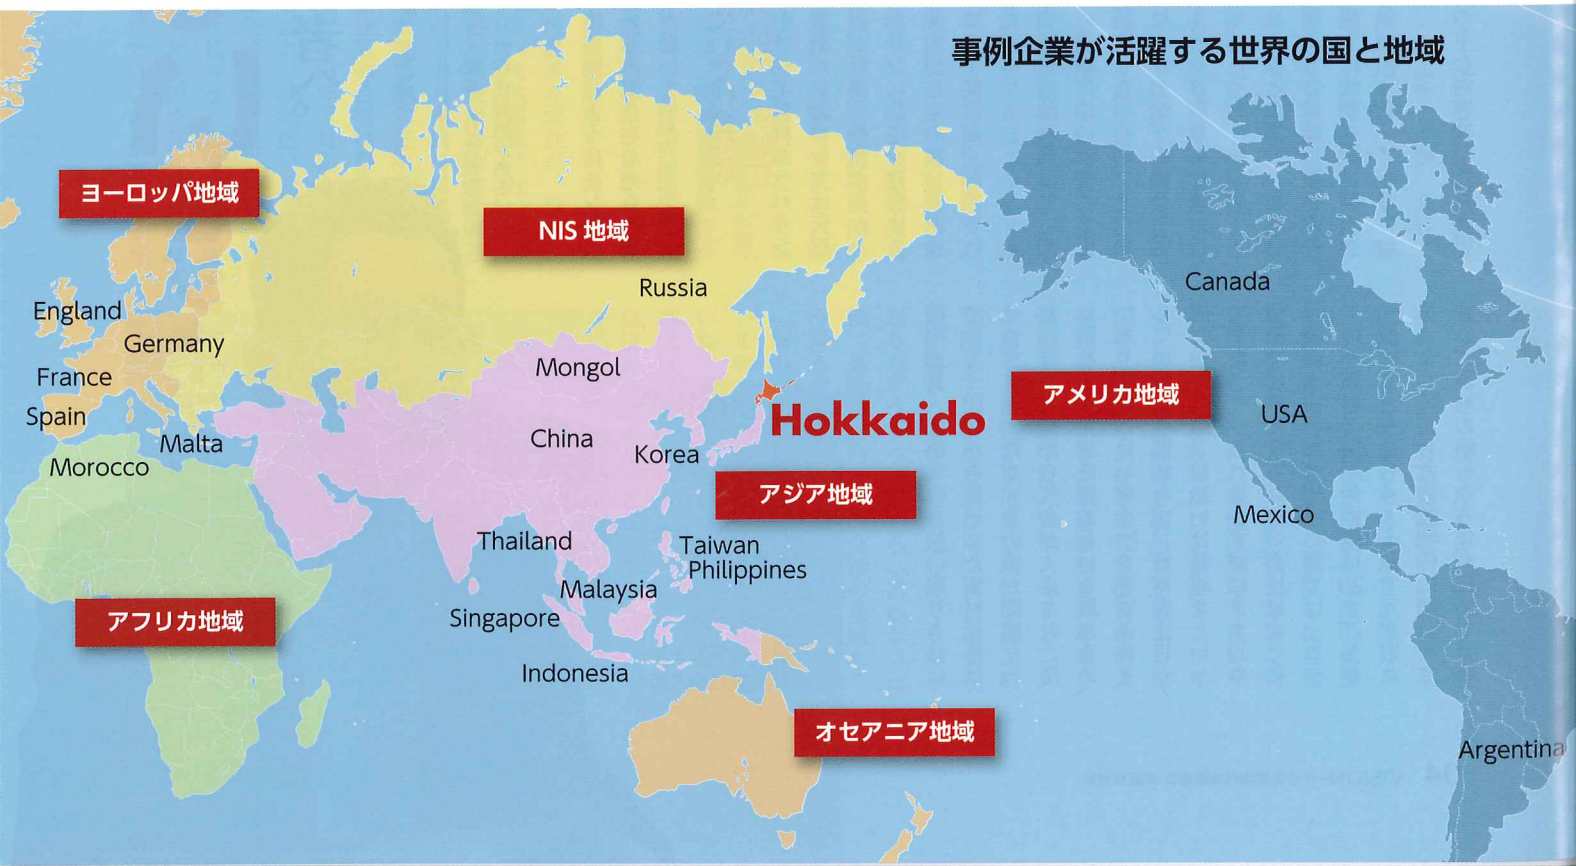 事例企業が活躍する世界の国と地域
ヨーロッパ地域
NIS 地域
Russia
Canada
England
Germany
Mongol
France
アメリカ地域
Spain
Hokkaido
USA
Malta
China
Korea
Morocco
アジア地域
Mexico
Thailand
Taiwan
Philippines
Malaysia
アフリカ地域
Singapore
Indonesia
オセアニア地域
Argentina